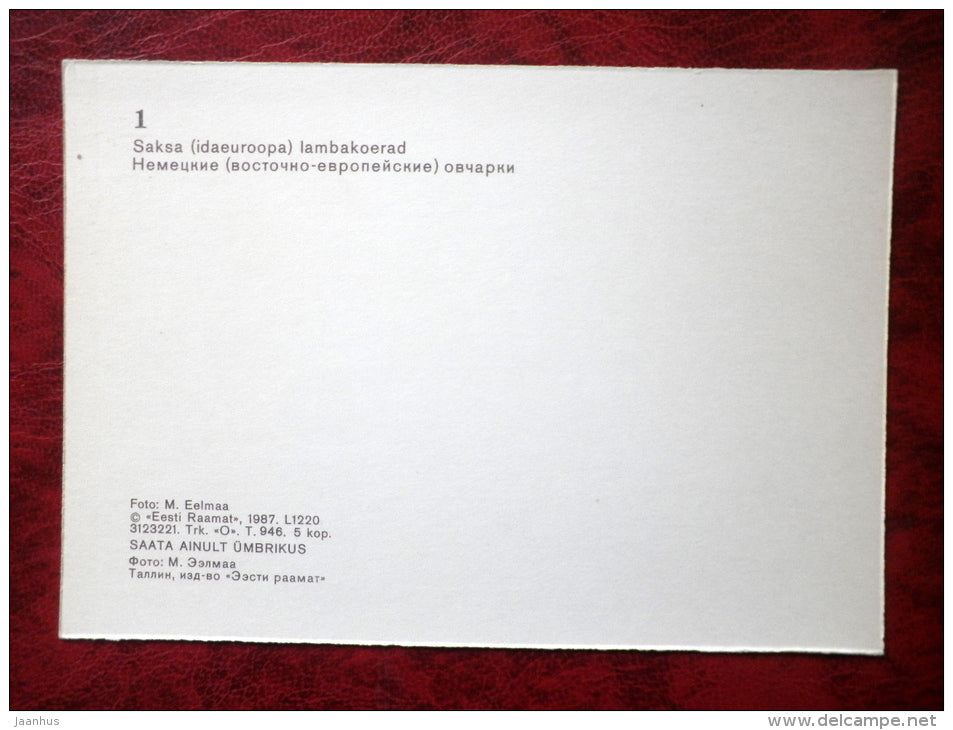 1
Saksa (idaeuroopa) lambakoerad
Немецкие (восточно-европейские) овчарки
Foto: M. Eelmaa
© «Eesti Raamat», 1987. L1220
3123221. Trk. «O». T. 946. 5 kop.
SAATA AINULT ÜMBRIKUS
Фото: М. Ээлмаа
Таллин, изд-во «Ээсти раамат»
jaanhus
www.delcampe.net